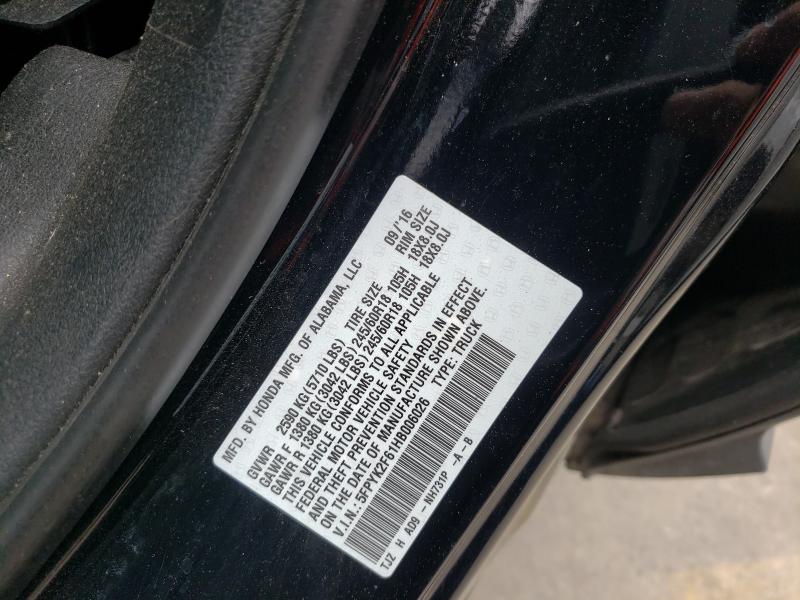 MFD. BY HONDA MFG. OF ALABAMA, LLC 09/'16
GVWR 2590 KG(5710 LBS) TIRE SIZE RIM SIZE
GAWR F 1380 KG(3042 LBS) 245/60R18 105H 18X8.0J
GAWR R 1380 KG(3042 LBS) 245/60R18 105H 18X8.0J
THIS VEHICLE CONFORMS TO ALL APPLICABLE
FEDERAL MOTOR VEHICLE SAFETY
AND THEFT PREVENTION STANDARDS IN EFFECT
ON THE DATE OF MANUFACTURE SHOWN ABOVE.
V.I.N.: 5FPYK2F61HB006026 TYPE: TRUCK
TJZ H AD9 - NH731P -A-B